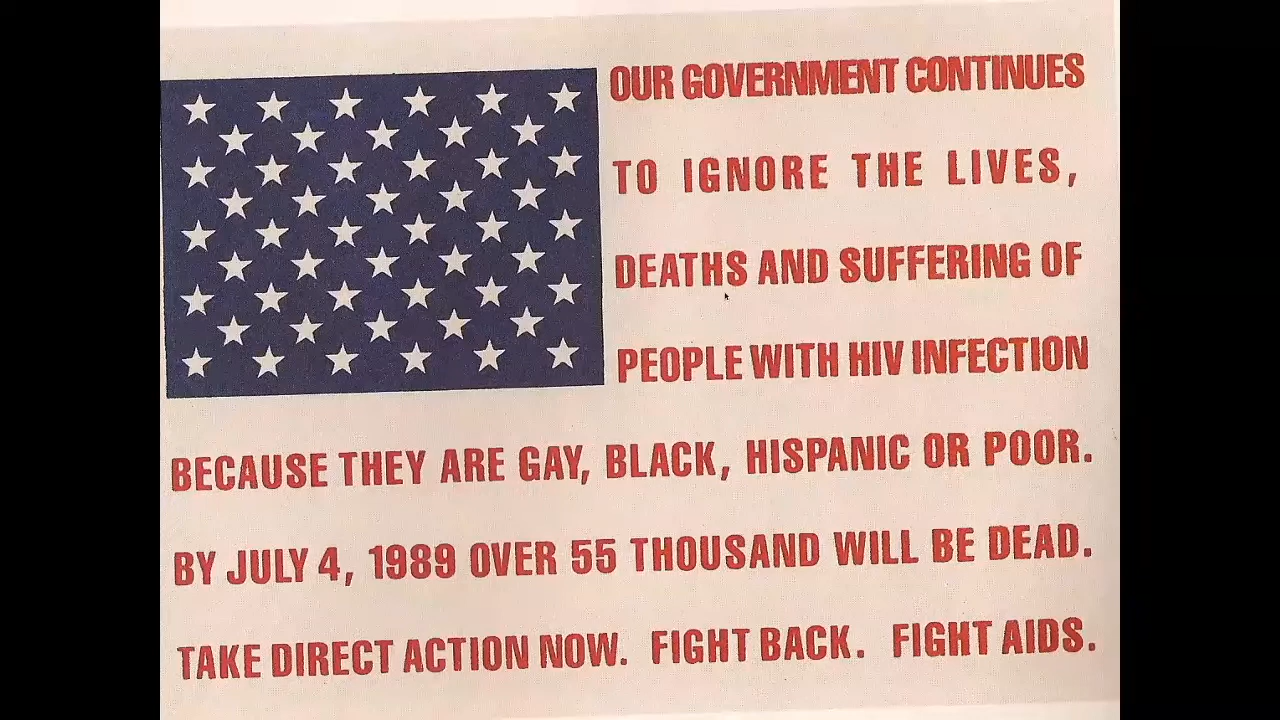 OUR GOVERNMENT CONTINUES
TO IGNORE THE LIVES,
DEATHS AND SUFFERING OF
PEOPLE WITH HIV INFECTION
BECAUSE THEY ARE GAY, BLACK, HISPANIC OR POOR.
BY JULY 4, 1989 OVER 55 THOUSAND WILL BE DEAD.
TAKE DIRECT ACTION NOW. FIGHT BACK. FIGHT AIDS.